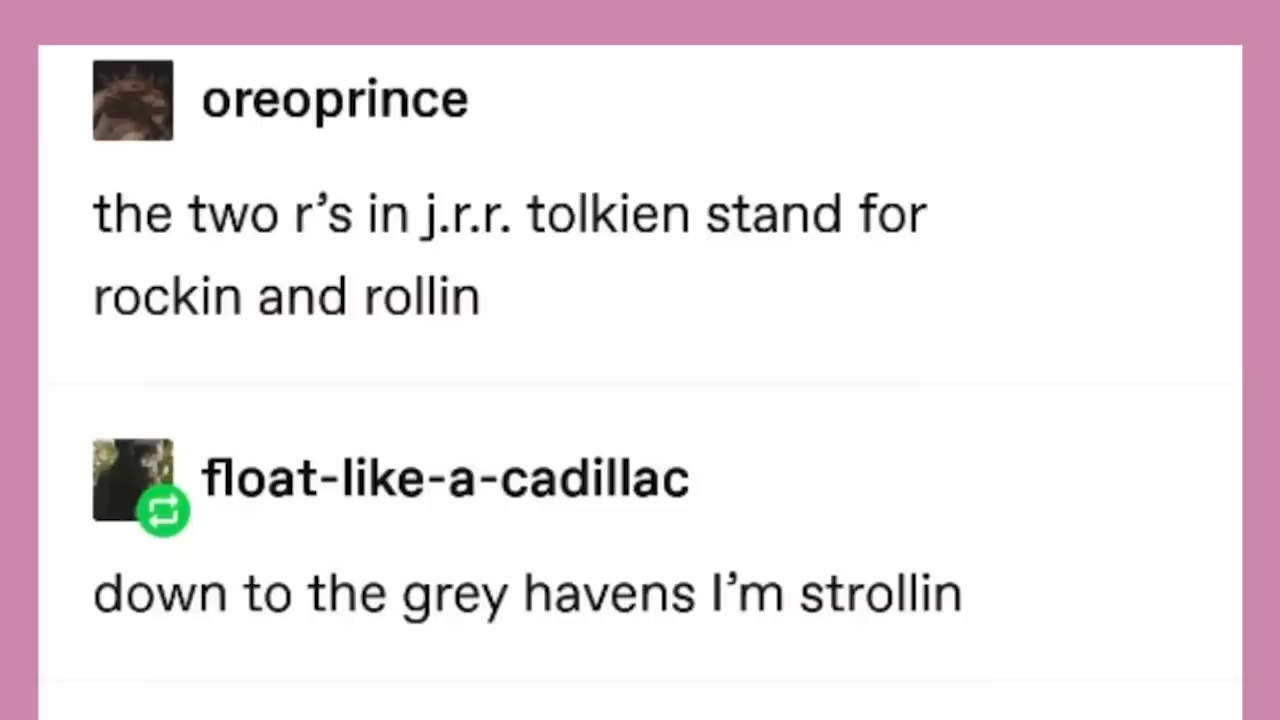 oreoprince
the two r’s in j.r.r. tolkien stand for
rockin and rollin
float-like-a-cadillac
down to the grey havens I’m strollin